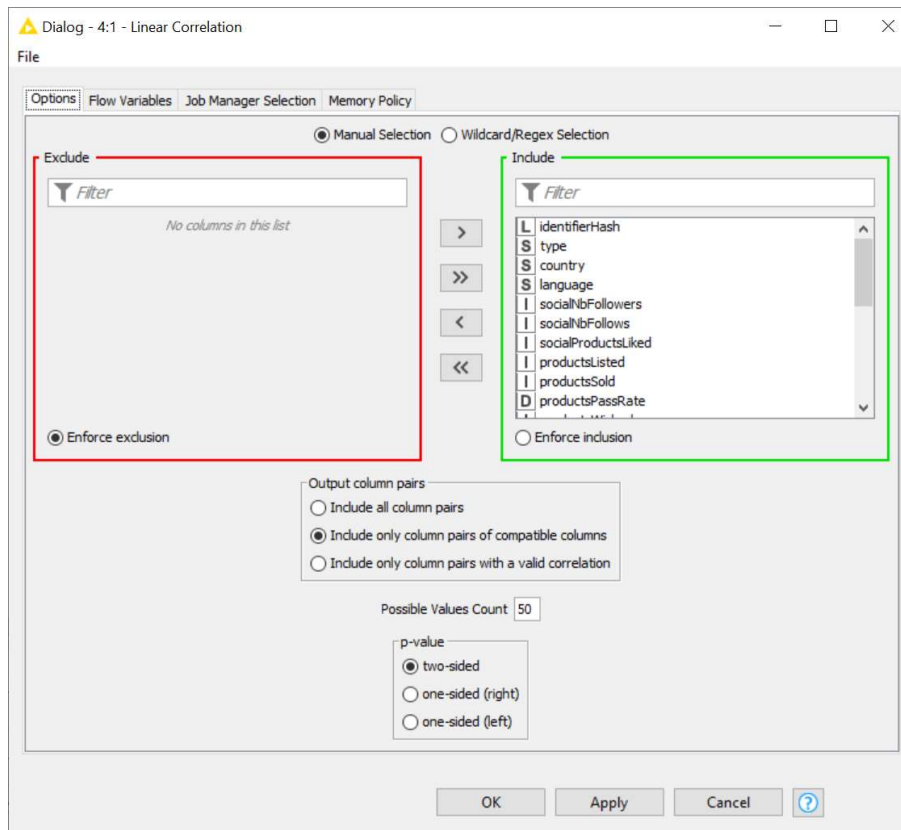 Dialog - 4:1 - Linear Correlation
File
Options Flow Variables Job Manager Selection Memory Policy
Manual Selection Wildcard/Regex Selection
Exclude
Filter
No columns in this list
Enforce exclusion
>
>>
<
<<
Include
Filter
L identifierHash
S type
S country
S language
I socialNbFollowers
I socialNbFollows
I socialProductsLiked
I productsListed
I productsSold
D productsPassRate
Enforce inclusion
Output column pairs
Include all column pairs
Include only column pairs of compatible columns
Include only column pairs with a valid correlation
Possible Values Count 50
p-value
two-sided
one-sided (right)
one-sided (left)
OK Apply Cancel ?